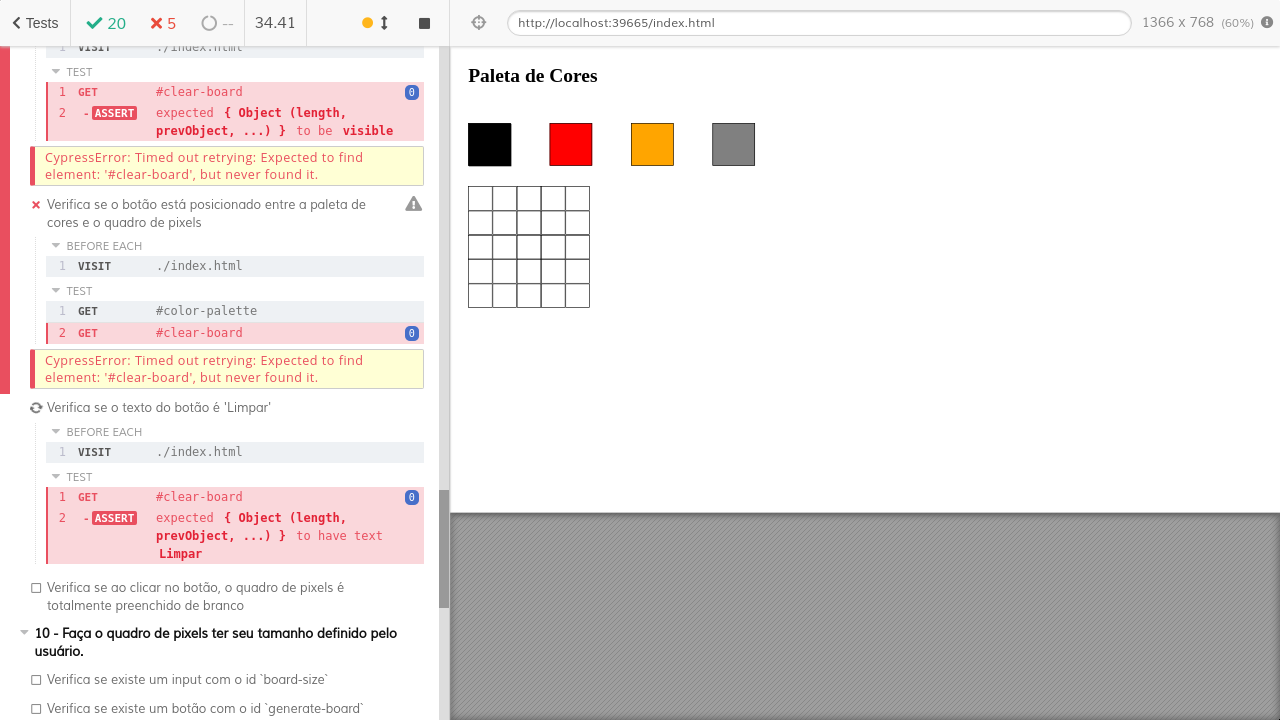 Tests
20
5
--
34.41
http://localhost:39665/index.html
1366 x 768 (60%)
1 VISIT ./index.html
TEST
1 GET #clear-board 0
2 - ASSERT expected { Object (length,
prevObject, ...) } to be visible
CypressError: Timed out retrying: Expected to find
element: '#clear-board', but never found it.
Verifica se o botão está posicionado entre a paleta de
cores e o quadro de pixels
BEFORE EACH
1 VISIT ./index.html
TEST
1 GET #color-palette
2 GET #clear-board 0
CypressError: Timed out retrying: Expected to find
element: '#clear-board', but never found it.
Verifica se o texto do botão é 'Limpar'
BEFORE EACH
1 VISIT ./index.html
TEST
1 GET #clear-board 0
2 - ASSERT expected { Object (length,
prevObject, ...) } to have text
Limpar
Verifica se ao clicar no botão, o quadro de pixels é
totalmente preenchido de branco
10 - Faça o quadro de pixels ter seu tamanho definido pelo
usuário.
Verifica se existe um input com o id `board-size`
Verifica se existe um botão com o id `generate-board`
Paleta de Cores